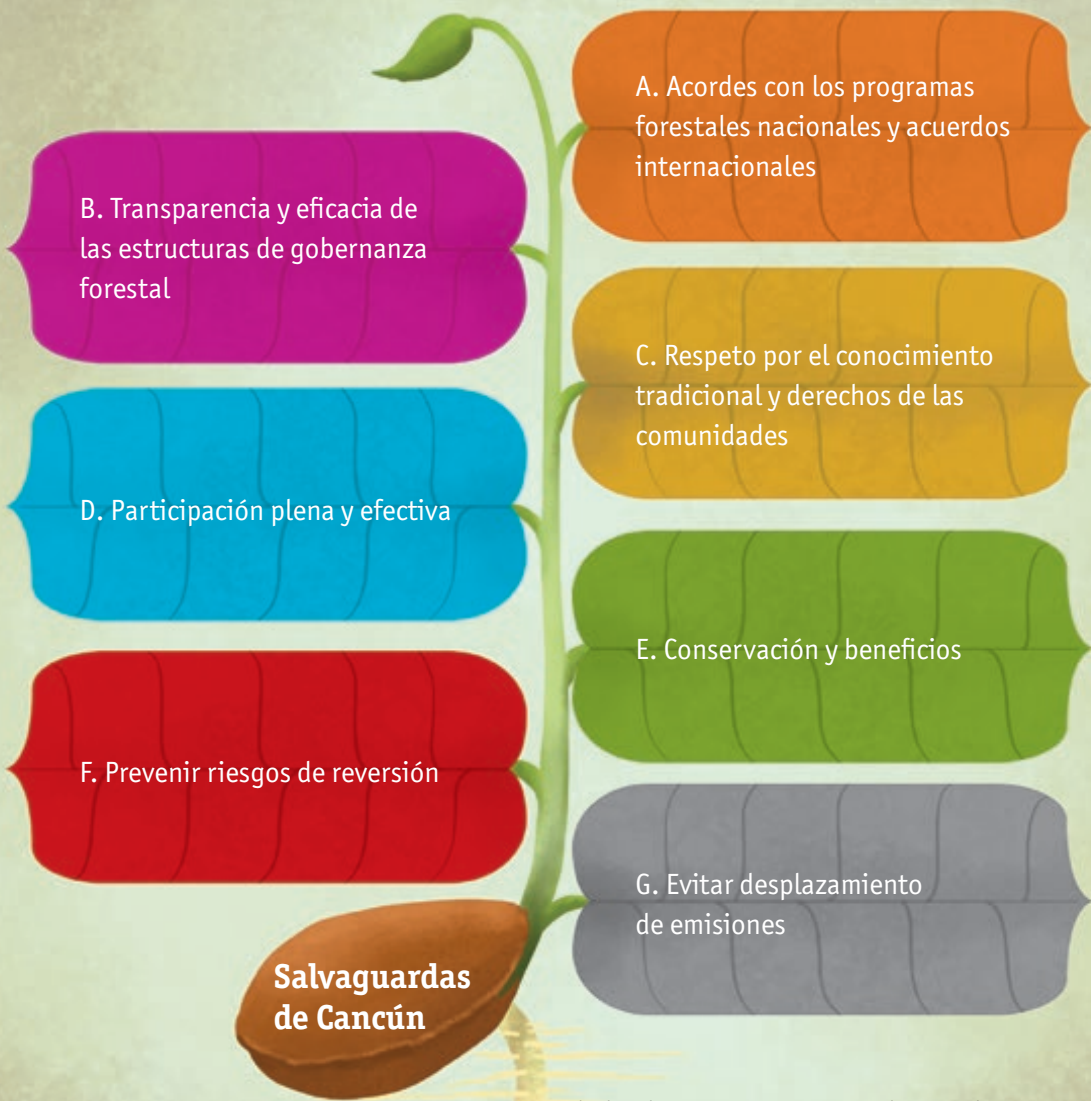 A. Acordes con los programas
forestales nacionales y acuerdos
internacionales
B. Transparencia y eficacia de
las estructuras de gobernanza
forestal
C. Respeto por el conocimiento
tradicional y derechos de las
comunidades
D. Participación plena y efectiva
E. Conservación y beneficios
F. Prevenir riesgos de reversión
G. Evitar desplazamiento
de emisiones
Salvaguardas
de Cancún